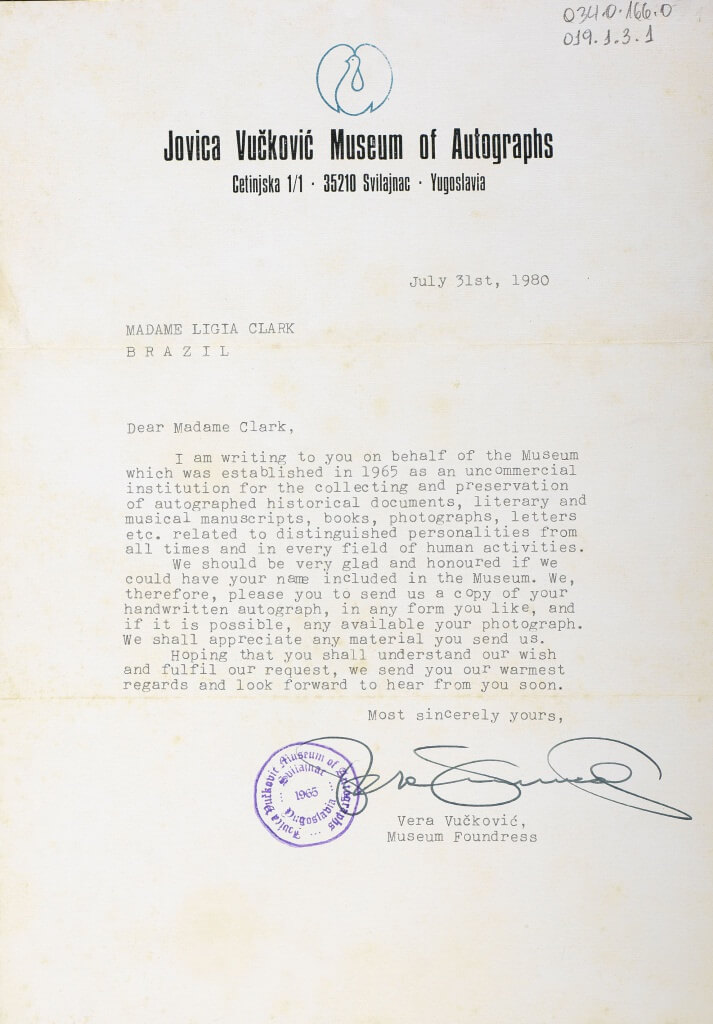 034.0.166.0
019.1.3.1
Jovica Vučković Museum of Autographs
Cetinjska 1/1 · 35210 Svilajnac · Yugoslavia
July 31st, 1980
MADAME LIGIA CLARK
B R A Z I L
Dear Madame Clark,
I am writing to you on behalf of the Museum
which was established in 1965 as an uncommercial
institution for the collecting and preservation
of autographed historical documents, literary and
musical manuscripts, books, photographs, letters
etc. related to distinguished personalities from
all times and in every field of human activities.
We should be very glad and honoured if we
could have your name included in the Museum. We,
therefore, please you to send us a copy of your
handwritten autograph, in any form you like, and
if it is possible, any available your photograph.
We shall appreciate any material you send us.
Hoping that you shall understand our wish
and fulfil our request, we send you our warmest
regards and look forward to hear from you soon.
Most sincerely yours,
Jovica Vučković Museum of Autographs
Svilajnac
1965
Yugoslavia
Vera Vučković,
Museum Foundress